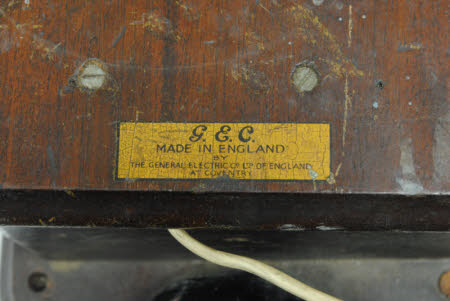 G. E. C.
MADE IN ENGLAND
BY
THE GENERAL ELECTRIC Cº Lᵀᴰ OF ENGLAND
AT COVENTRY